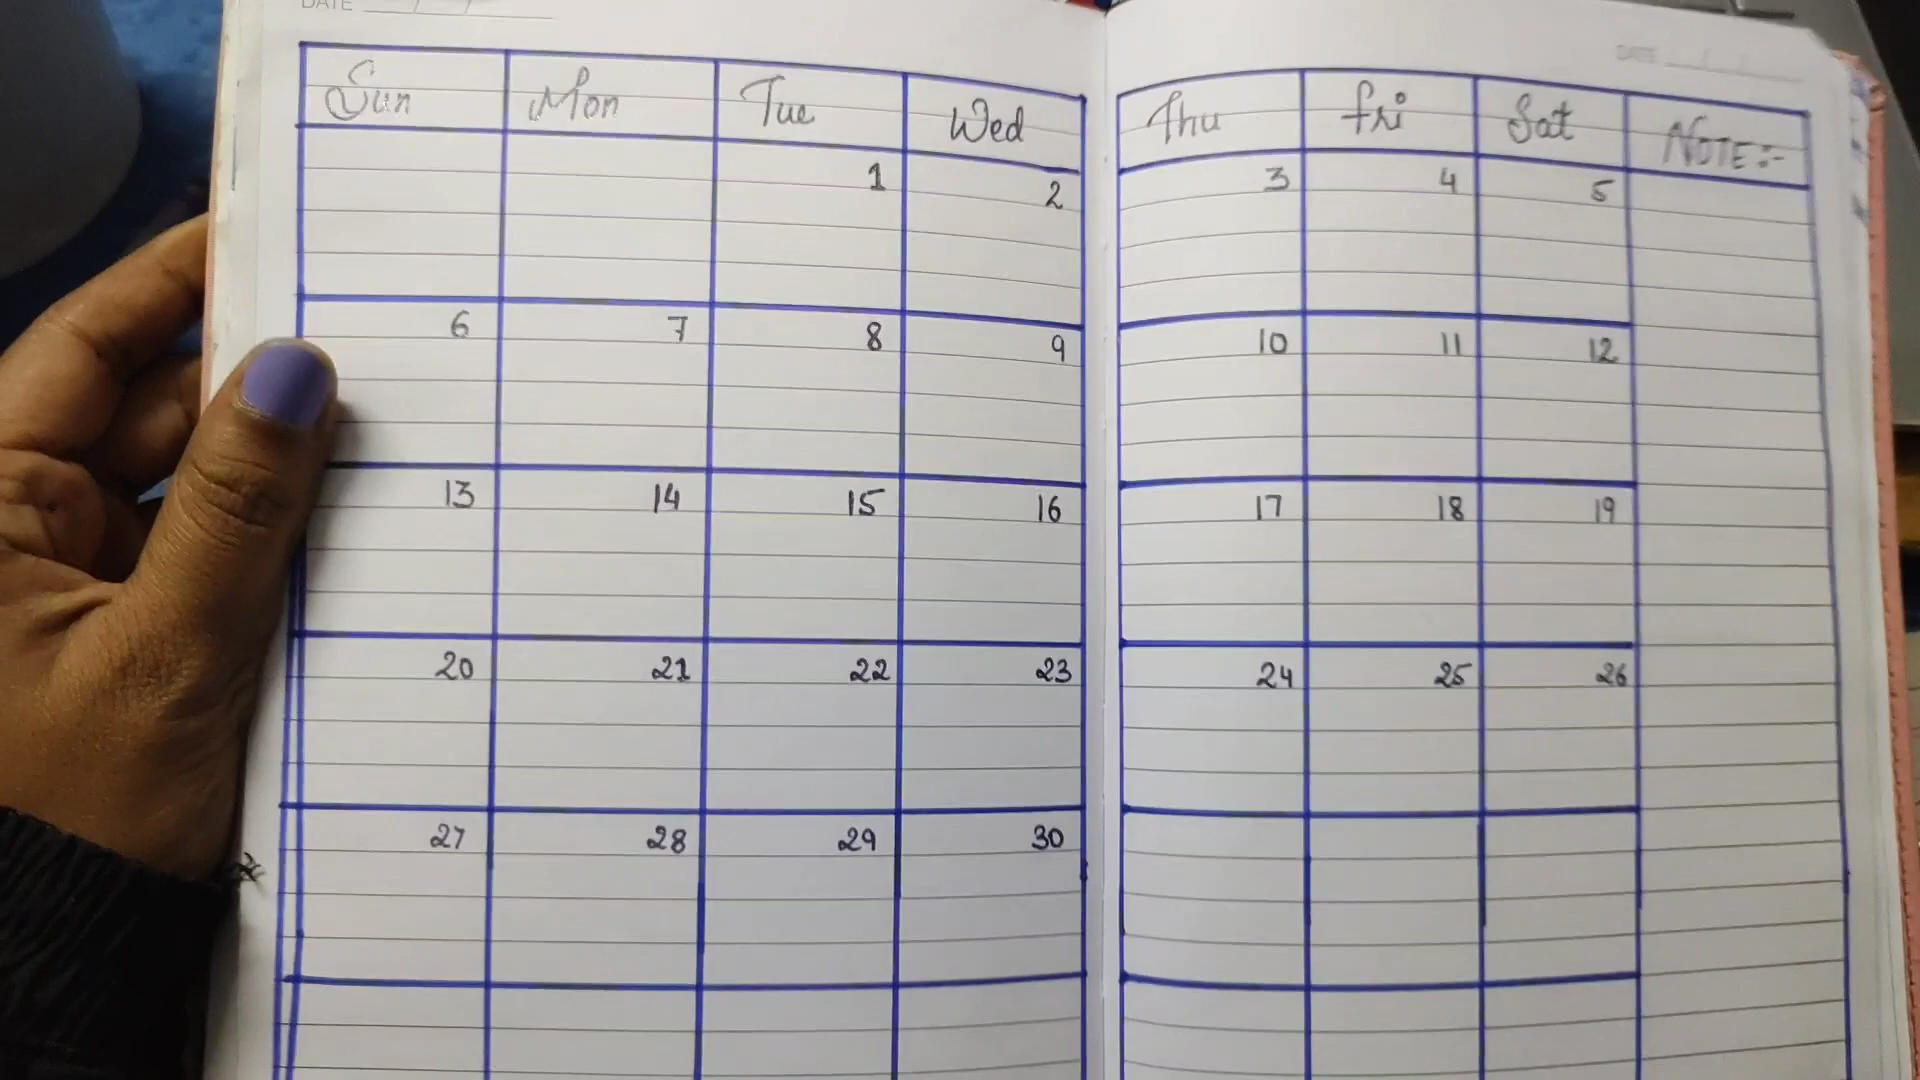 DATE
DATE
Sun Mon Tue Wed Thu Fri Sat NOTE:-
1 2 3 4 5
6 7 8 9 10 11 12
13 14 15 16 17 18 19
20 21 22 23 24 25 26
27 28 29 30